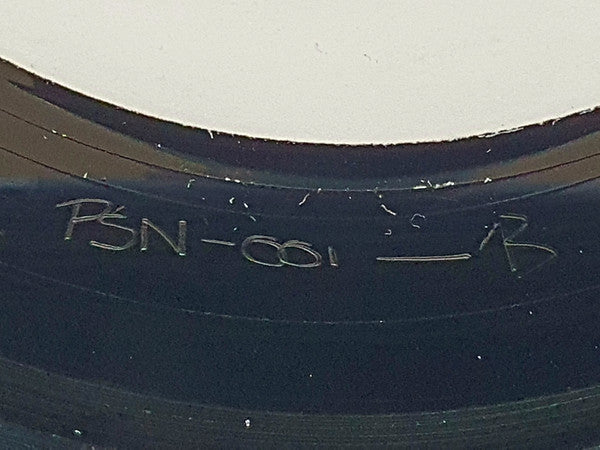 PSN-001 — B